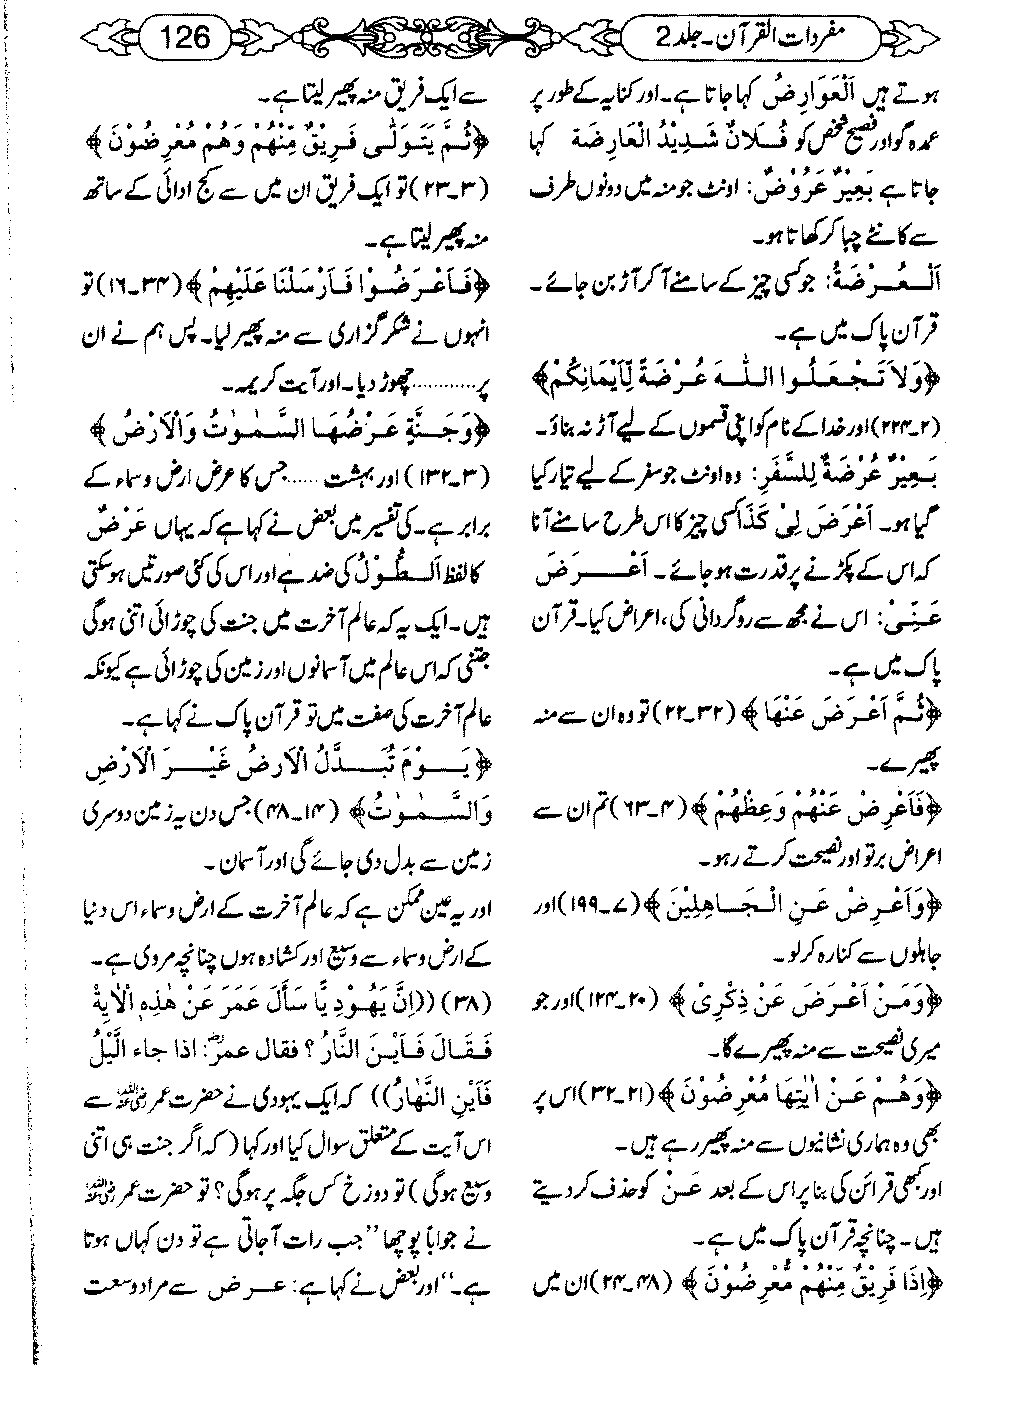 مفردات القرآن۔ جلد 2
126
ہوتے ہیں اَلْعَوَارِضُ کہا جاتا ہے۔ اور کنایہ کے طور پر
عمدہ گو اور فصیح شخص کو فُلَانٌ شَدِیْدُ الْعَارِضَةِ کہا
جاتا ہے بَعِیْرٌ عَرُوْضٌ: اونٹ جو منہ میں دونوں طرف
سے کانٹے چبا کر کھاتا ہو۔
اَلْعُرْضَةُ: جو کسی چیز کے سامنے آکر آڑ بن جائے۔
قرآن پاک میں ہے۔
﴿وَلَا تَجْعَلُوا اللّٰهَ عُرْضَةً لِّاَیْمَانِکُمْ﴾
(۲۔۲۲۴) اور خدا کے نام کو اپنی قسموں کے لیے آڑ نہ بناؤ۔
بَعِیْرٌ عُرْضَةٌ لِلسَّفَرِ: وہ اونٹ جو سفر کے لیے تیار کیا
گیا ہو۔ اَعْرَضَ لِیْ کَذَا کسی چیز کا اس طرح سامنے آنا
کہ اس کے پکڑنے پر قدرت ہو جائے۔ اَعْرَضَ
عَنِّیْ: اس نے مجھ سے روگردانی کی، اعراض کیا۔ قرآن
پاک میں ہے۔
﴿ثُمَّ اَعْرَضَ عَنْهَا﴾ (۳۲۔۲۲) تو وہ ان سے منہ
پھیرے۔
﴿فَاَعْرِضْ عَنْهُمْ وَعِظْهُمْ﴾ (۴۔۶۳) تم ان سے
اعراض برتو اور نصیحت کرتے رہو۔
﴿وَاَعْرِضْ عَنِ الْجَاهِلِیْنَ﴾ (۷۔۱۹۹) اور
جاہلوں سے کنارہ کرلو۔
﴿وَمَنْ اَعْرَضَ عَنْ ذِکْرِیْ﴾ (۲۰۔۱۲۴) اور جو
میری نصیحت سے منہ پھیرے گا۔
﴿وَهُمْ عَنْ اٰیٰتِهَا مُعْرِضُوْنَ﴾ (۲۱۔۳۲) اس پر
بھی وہ ہماری نشانیوں سے منہ پھیر رہے ہیں۔
اور کبھی قرائن کی بنا پر اس کے بعد عَنْ کو حذف کر دیتے
ہیں۔ چنانچہ قرآن پاک میں ہے۔
﴿اِذَا فَرِیْقٌ مِّنْهُمْ مُّعْرِضُوْنَ﴾ (۴۸۔۲۴) ان میں
سے ایک فریق منہ پھیر لیتا ہے۔
﴿ثُمَّ یَتَوَلّٰی فَرِیْقٌ مِّنْهُمْ وَهُمْ مُّعْرِضُوْنَ﴾
(۳۔۲۳) تو ایک فریق ان میں سے کج ادائی کے ساتھ
منہ پھیر لیتا ہے۔
﴿فَاَعْرَضُوْا فَاَرْسَلْنَا عَلَیْهِمْ﴾ (۳۴۔۱۶) تو
انہوں نے شکرگزاری سے منہ پھیر لیا۔ پس ہم نے ان
پر............چھوڑ دیا۔ اور آیت کریمہ۔
﴿وَجَنَّةٍ عَرْضُهَا السَّمٰوٰتُ وَالْاَرْضُ﴾
(۳۔۱۳۲) اور بہشت ...... جس کا عرض ارض وسماء کے
برابر ہے۔ کی تفسیر میں بعض نے کہا ہے کہ یہاں عَرْضٌ
کا لفظ اَلطُّوْلُ کی ضد ہے اور اس کی کئی صورتیں ہوسکتی
ہیں۔ ایک یہ کہ عالم آخرت میں جنت کی چوڑائی اتنی ہوگی
جتنی کہ اس عالم میں آسمانوں اور زمین کی چوڑائی ہے کیونکہ
عالم آخرت کی صفت میں تو قرآن پاک نے کہا ہے۔
﴿یَوْمَ تُبَدَّلُ الْاَرْضُ غَیْرَ الْاَرْضِ
وَالسَّمٰوٰتُ﴾ (۱۴۔۴۸) جس دن یہ زمین دوسری
زمین سے بدل دی جائے گی اور آسمان۔
اور یہ عین ممکن ہے کہ عالم آخرت کے ارض وسماء اس دنیا
کے ارض وسماء سے وسیع اور کشادہ ہوں چنانچہ مروی ہے۔
(۳۸) ((اِنَّ یَهُوْدِیًّا سَأَلَ عُمَرَ عَنْ هٰذِهِ الْاٰیَةِ
فَقَالَ فَاَیْنَ النَّارُ؟ فقال عمرؓ: اذا جاء الَّیْلُ
فَاَیْنَ النَّهَارُ)) کہ ایک یہودی نے حضرت عمر رضی اللہ عنہ سے
اس آیت کے متعلق سوال کیا اور کہا (کہ اگر جنت ہی اتنی
وسیع ہوگی) تو دوزخ کس جگہ پر ہوگی؟ تو حضرت عمر رضی اللہ عنہ
نے جواباً پوچھا ”جب رات آجاتی ہے تو دن کہاں ہوتا
ہے۔“ اور بعض نے کہا ہے: عرض سے مراد وسعت